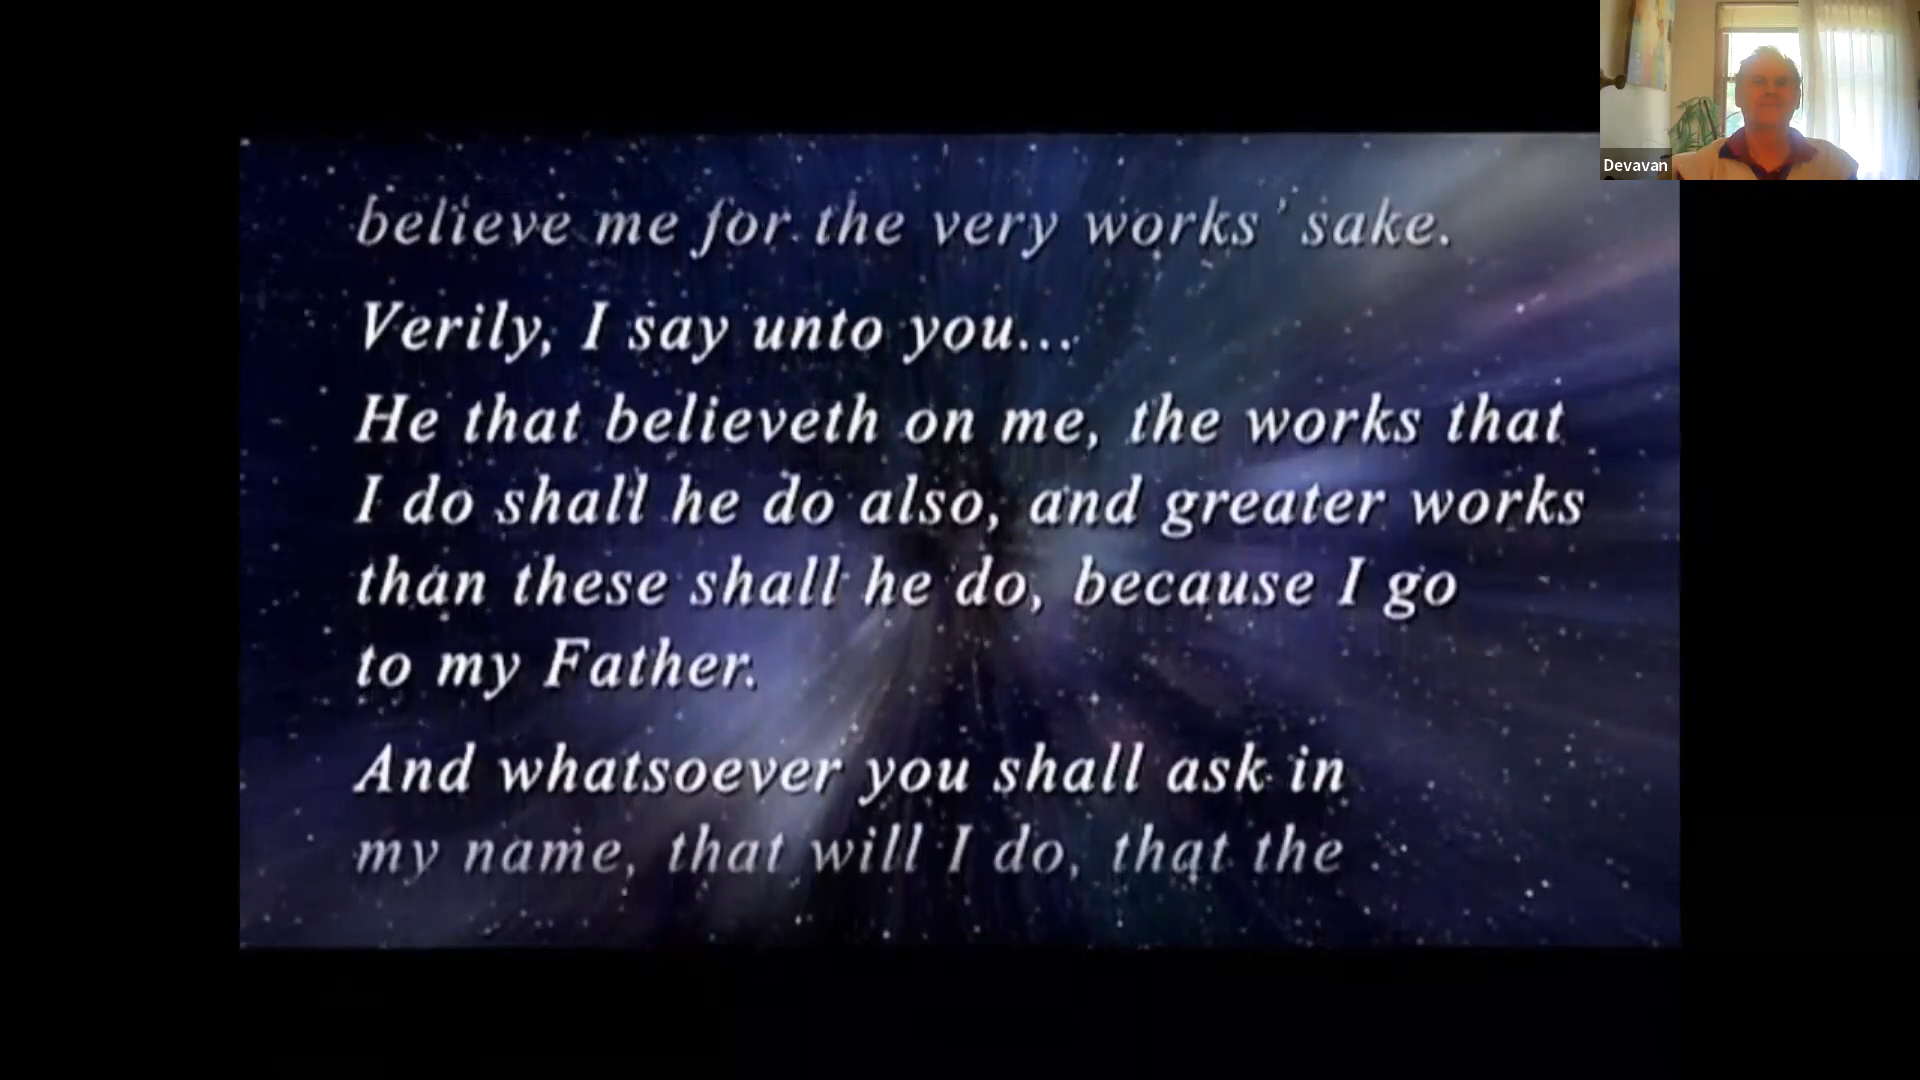 believe me for the very works' sake.
Verily, I say unto you...
He that believeth on me, the works that
I do shall he do also, and greater works
than these shall he do, because I go
to my Father.
And whatsoever you shall ask in
my name, that will I do, that the
Devavan